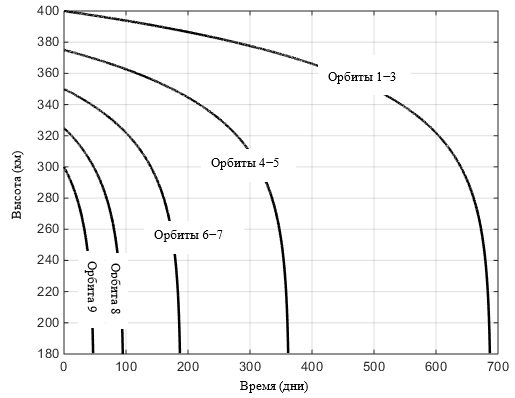 400
380
360
340
320
300
280
260
240
220
200
180
Высота (км)
Орбиты 1−3
Орбиты 4−5
Орбиты 6−7
Орбита 9
Орбита 8
0 100 200 300 400 500 600 700
Время (дни)